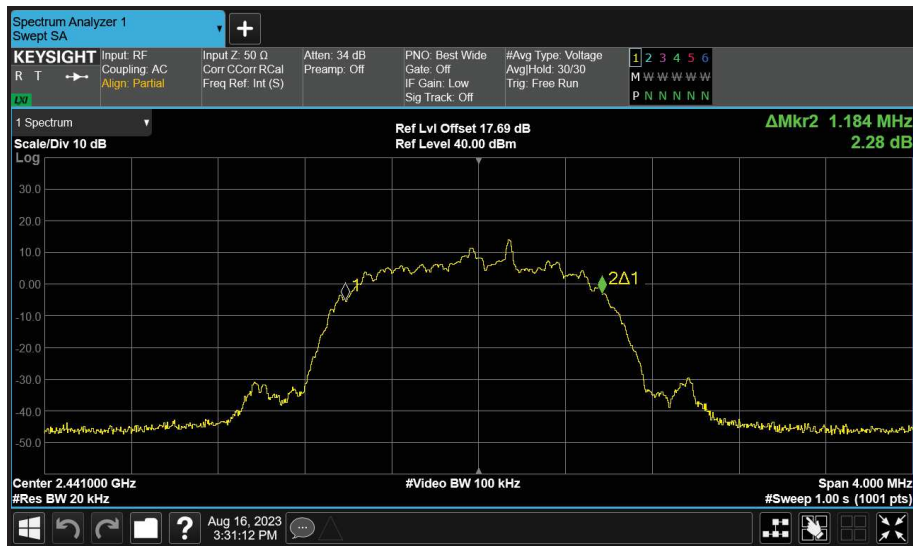 Spectrum Analyzer 1
Swept SA
KEYSIGHT
R T
LXI
Input: RF
Coupling: AC
Align: Partial
Input Z: 50 Ω
Corr CCorr RCal
Freq Ref: Int (S)
Atten: 34 dB
Preamp: Off
PNO: Best Wide
Gate: Off
IF Gain: Low
Sig Track: Off
#Avg Type: Voltage
Avg|Hold: 30/30
Trig: Free Run
1 2 3 4 5 6
M W W W W W
P N N N N N
1 Spectrum
Scale/Div 10 dB
Ref Lvl Offset 17.69 dB
Ref Level 40.00 dBm
ΔMkr2 1.184 MHz
2.28 dB
Log
30.0
20.0
10.0
0.00
-10.0
-20.0
-30.0
-40.0
-50.0
1
2Δ1
Center 2.441000 GHz
#Video BW 100 kHz
Span 4.000 MHz
#Res BW 20 kHz
#Sweep 1.00 s (1001 pts)
?
Aug 16, 2023
3:31:12 PM